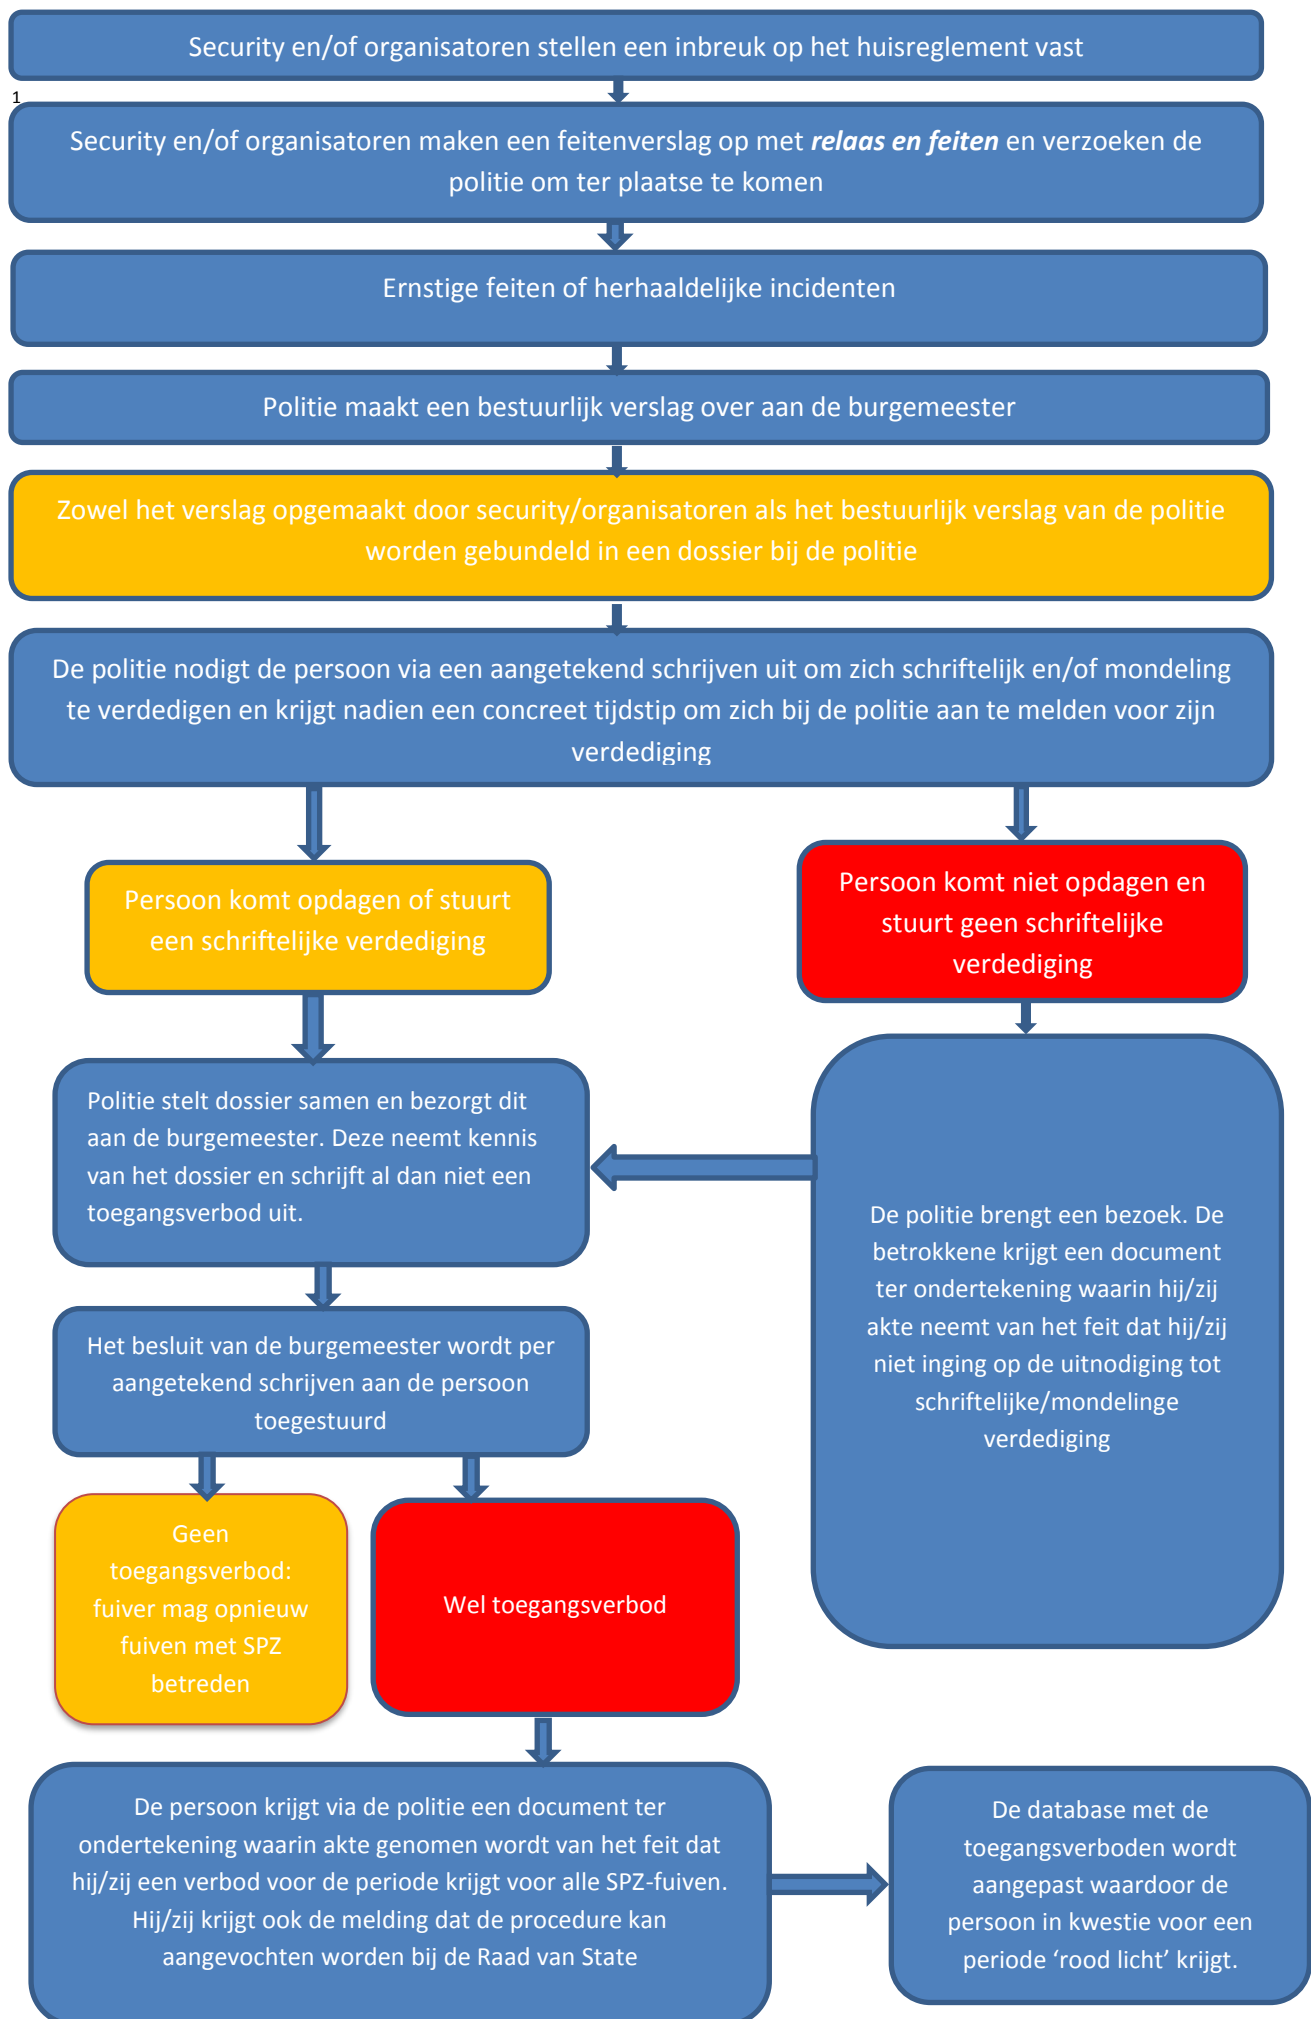 Security en/of organisatoren stellen een inbreuk op het huisreglement vast
1
Security en/of organisatoren maken een feitenverslag op met relaas en feiten en verzoeken de
politie om ter plaatse te komen
Ernstige feiten of herhaaldelijke incidenten
Politie maakt een bestuurlijk verslag over aan de burgemeester
Zowel het verslag opgemaakt door security/organisatoren als het bestuurlijk verslag van de politie
worden gebundeld in een dossier bij de politie
De politie nodigt de persoon via een aangetekend schrijven uit om zich schriftelijk en/of mondeling
te verdedigen en krijgt nadien een concreet tijdstip om zich bij de politie aan te melden voor zijn
verdediging
Persoon komt opdagen of stuurt
een schriftelijke verdediging
Persoon komt niet opdagen en
stuurt geen schriftelijke
verdediging
Politie stelt dossier samen en bezorgt dit
aan de burgemeester. Deze neemt kennis
van het dossier en schrijft al dan niet een
toegangsverbod uit.
De politie brengt een bezoek. De
betrokkene krijgt een document
ter ondertekening waarin hij/zij
akte neemt van het feit dat hij/zij
niet inging op de uitnodiging tot
schriftelijke/mondelinge
verdediging
Het besluit van de burgemeester wordt per
aangetekend schrijven aan de persoon
toegestuurd
Geen
toegangsverbod:
fuiver mag opnieuw
fuiven met SPZ
betreden
Wel toegangsverbod
De persoon krijgt via de politie een document ter
ondertekening waarin akte genomen wordt van het feit dat
hij/zij een verbod voor de periode krijgt voor alle SPZ-fuiven.
Hij/zij krijgt ook de melding dat de procedure kan
aangevochten worden bij de Raad van State
De database met de
toegangsverboden wordt
aangepast waardoor de
persoon in kwestie voor een
periode ‘rood licht’ krijgt.